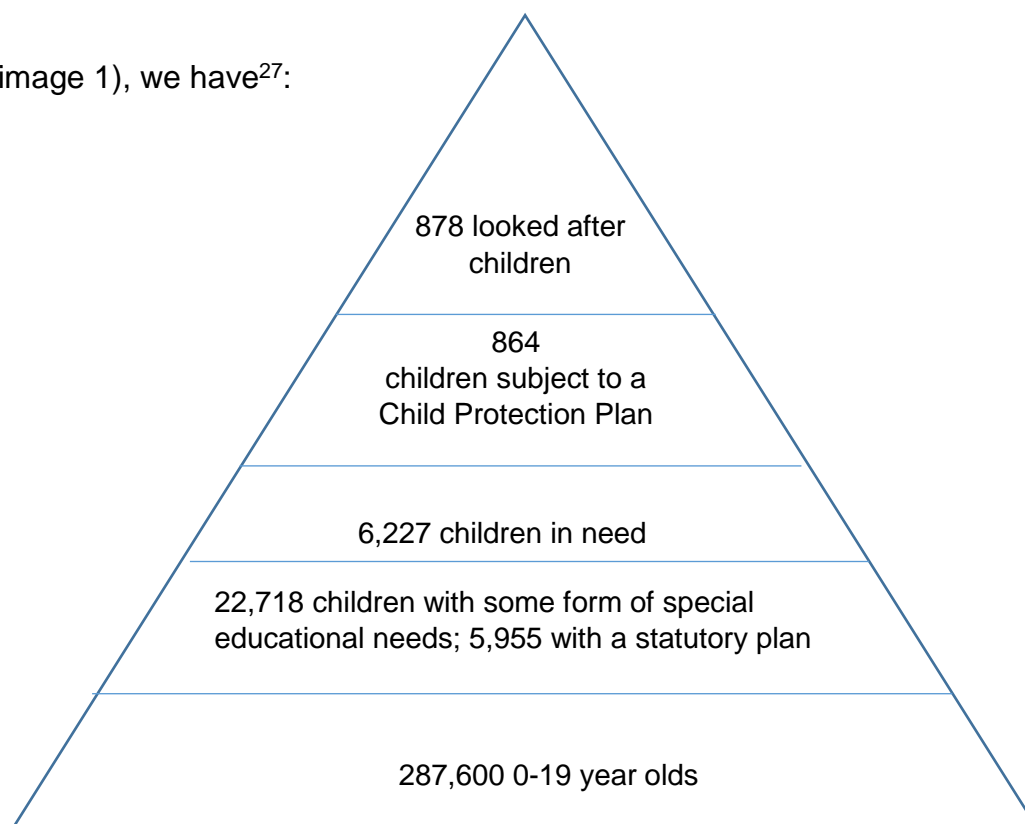 image 1), we have27:
878 looked after
children
864
children subject to a
Child Protection Plan
6,227 children in need
22,718 children with some form of special
educational needs; 5,955 with a statutory plan
287,600 0-19 year olds